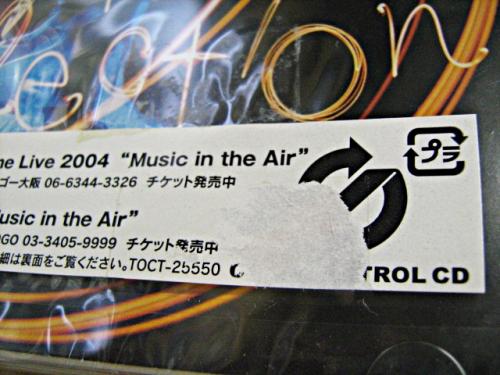 ection
ne Live 2004 “Music in the Air”
ゴー大阪 06-6344-3326 チケット発売中
usic in the Air”
OGO 03-3405-9999 チケット発売中
細は裏面をご覧ください。TOCT-25550
TROL CD
プラ